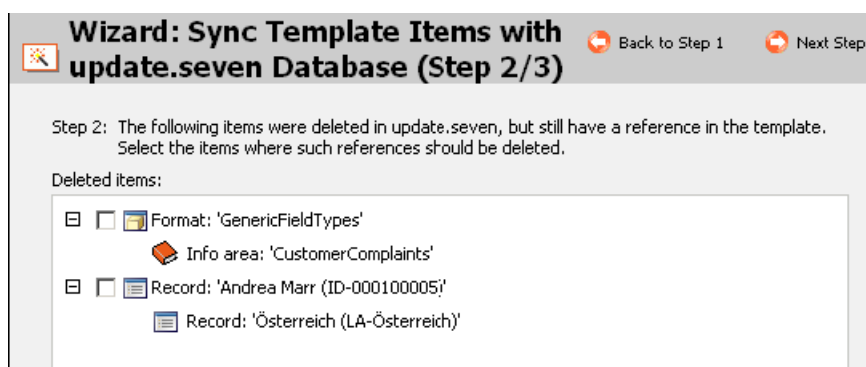 Wizard: Sync Template Items with
update.seven Database (Step 2/3)
Back to Step 1
Next Step
Step 2: The following items were deleted in update.seven, but still have a reference in the template.
Select the items where such references should be deleted.
Deleted items:
Format: 'GenericFieldTypes'
Info area: 'CustomerComplaints'
Record: 'Andrea Marr (ID-000100005)'
Record: 'Österreich (LA-Österreich)'